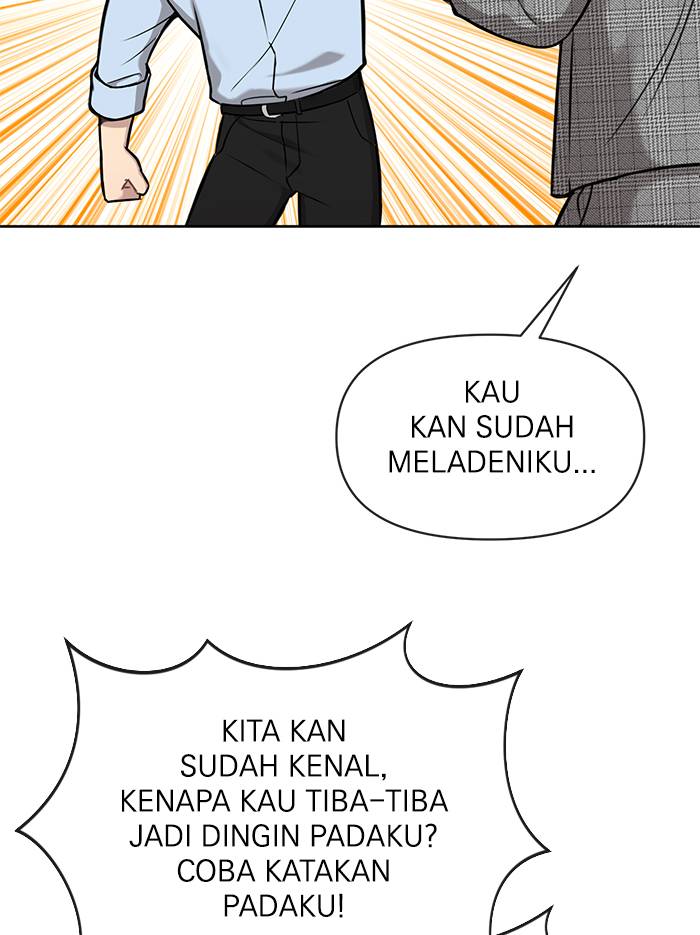 KAU
KAN SUDAH
MELADENIKU...
KITA KAN
SUDAH KENAL,
KENAPA KAU TIBA-TIBA
JADI DINGIN PADAKU?
COBA KATAKAN
PADAKU!